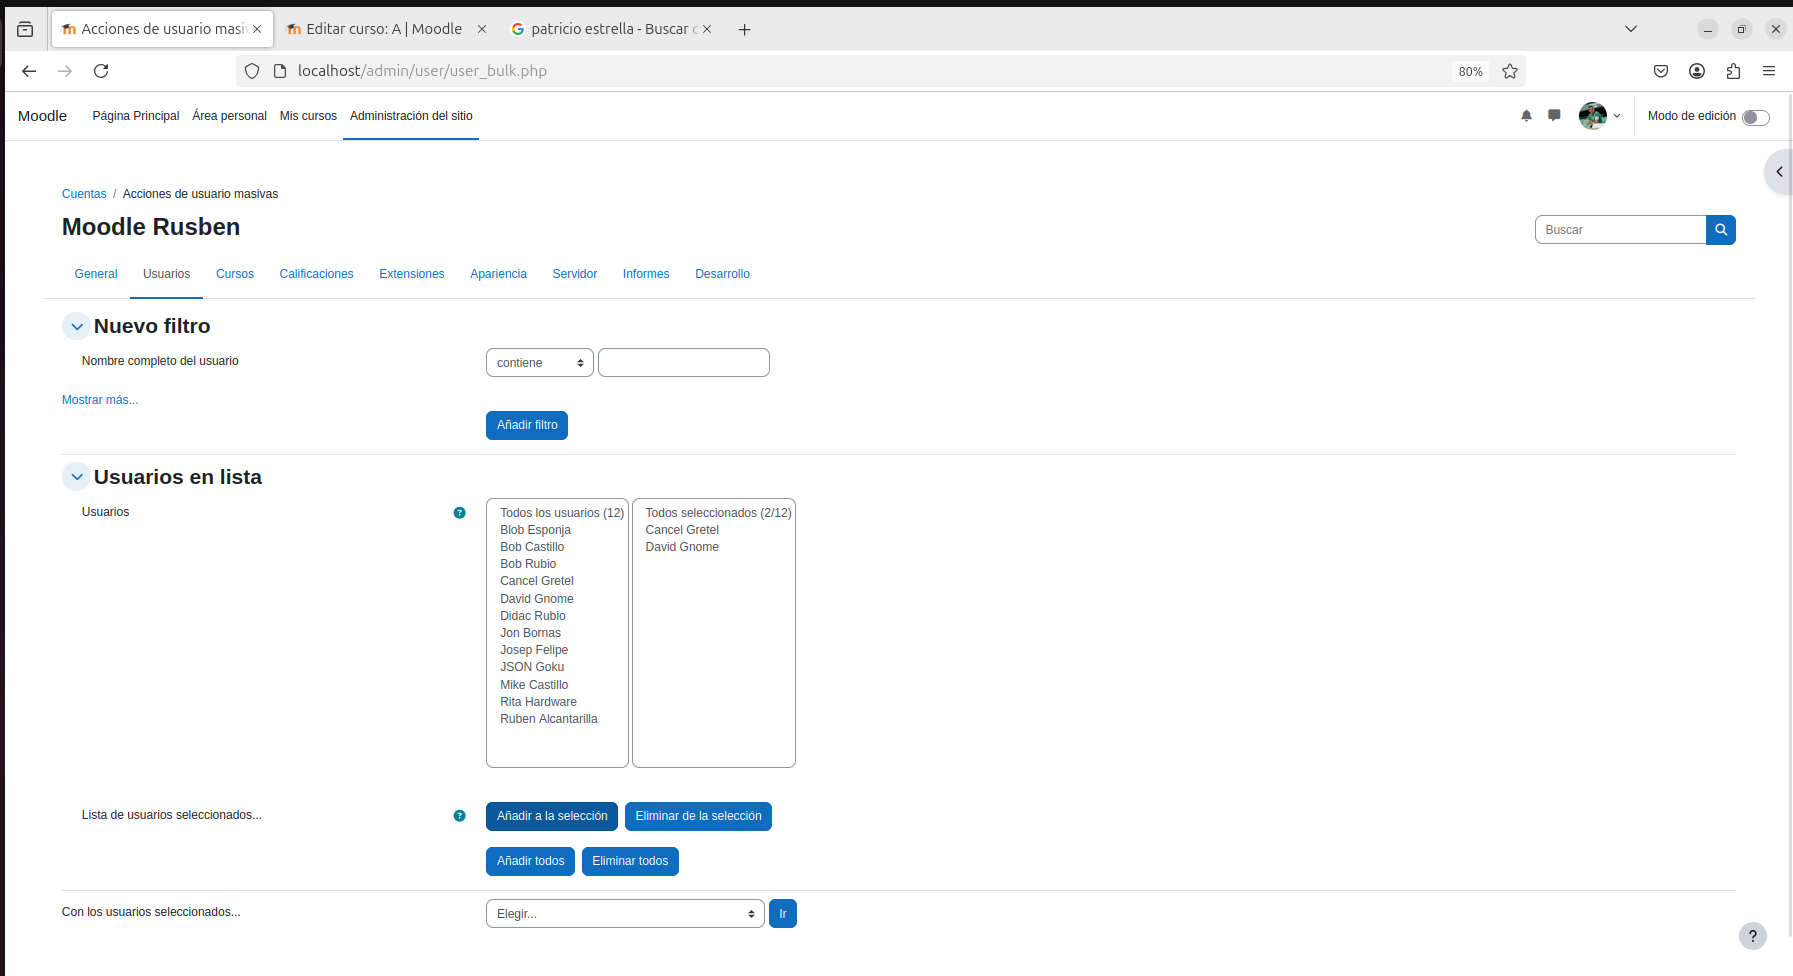 Acciones de usuario masi
Editar curso: A | Moodle
patricio estrella - Buscar
localhost/admin/user/user_bulk.php
80%
Moodle
Página Principal
Área personal
Mis cursos
Administración del sitio
Modo de edición
Cuentas / Acciones de usuario masivas
Moodle Rusben
Buscar
General
Usuarios
Cursos
Calificaciones
Extensiones
Apariencia
Servidor
Informes
Desarrollo
Nuevo filtro
Nombre completo del usuario
contiene
Mostrar más...
Añadir filtro
Usuarios en lista
Usuarios
?
Todos los usuarios (12)
Blob Esponja
Bob Castillo
Bob Rubio
Cancel Gretel
David Gnome
Didac Rubio
Jon Bornas
Josep Felipe
JSON Goku
Mike Castillo
Rita Hardware
Ruben Alcantarilla
Todos seleccionados (2/12)
Cancel Gretel
David Gnome
Lista de usuarios seleccionados...
?
Añadir a la selección
Eliminar de la selección
Añadir todos
Eliminar todos
Con los usuarios seleccionados...
Elegir...
Ir
?